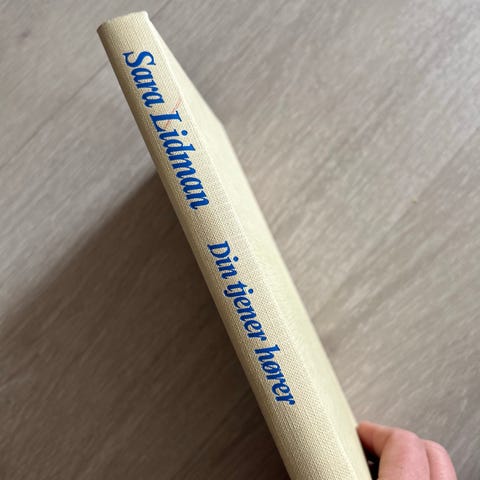 Sara Lidman
Din tjener hører